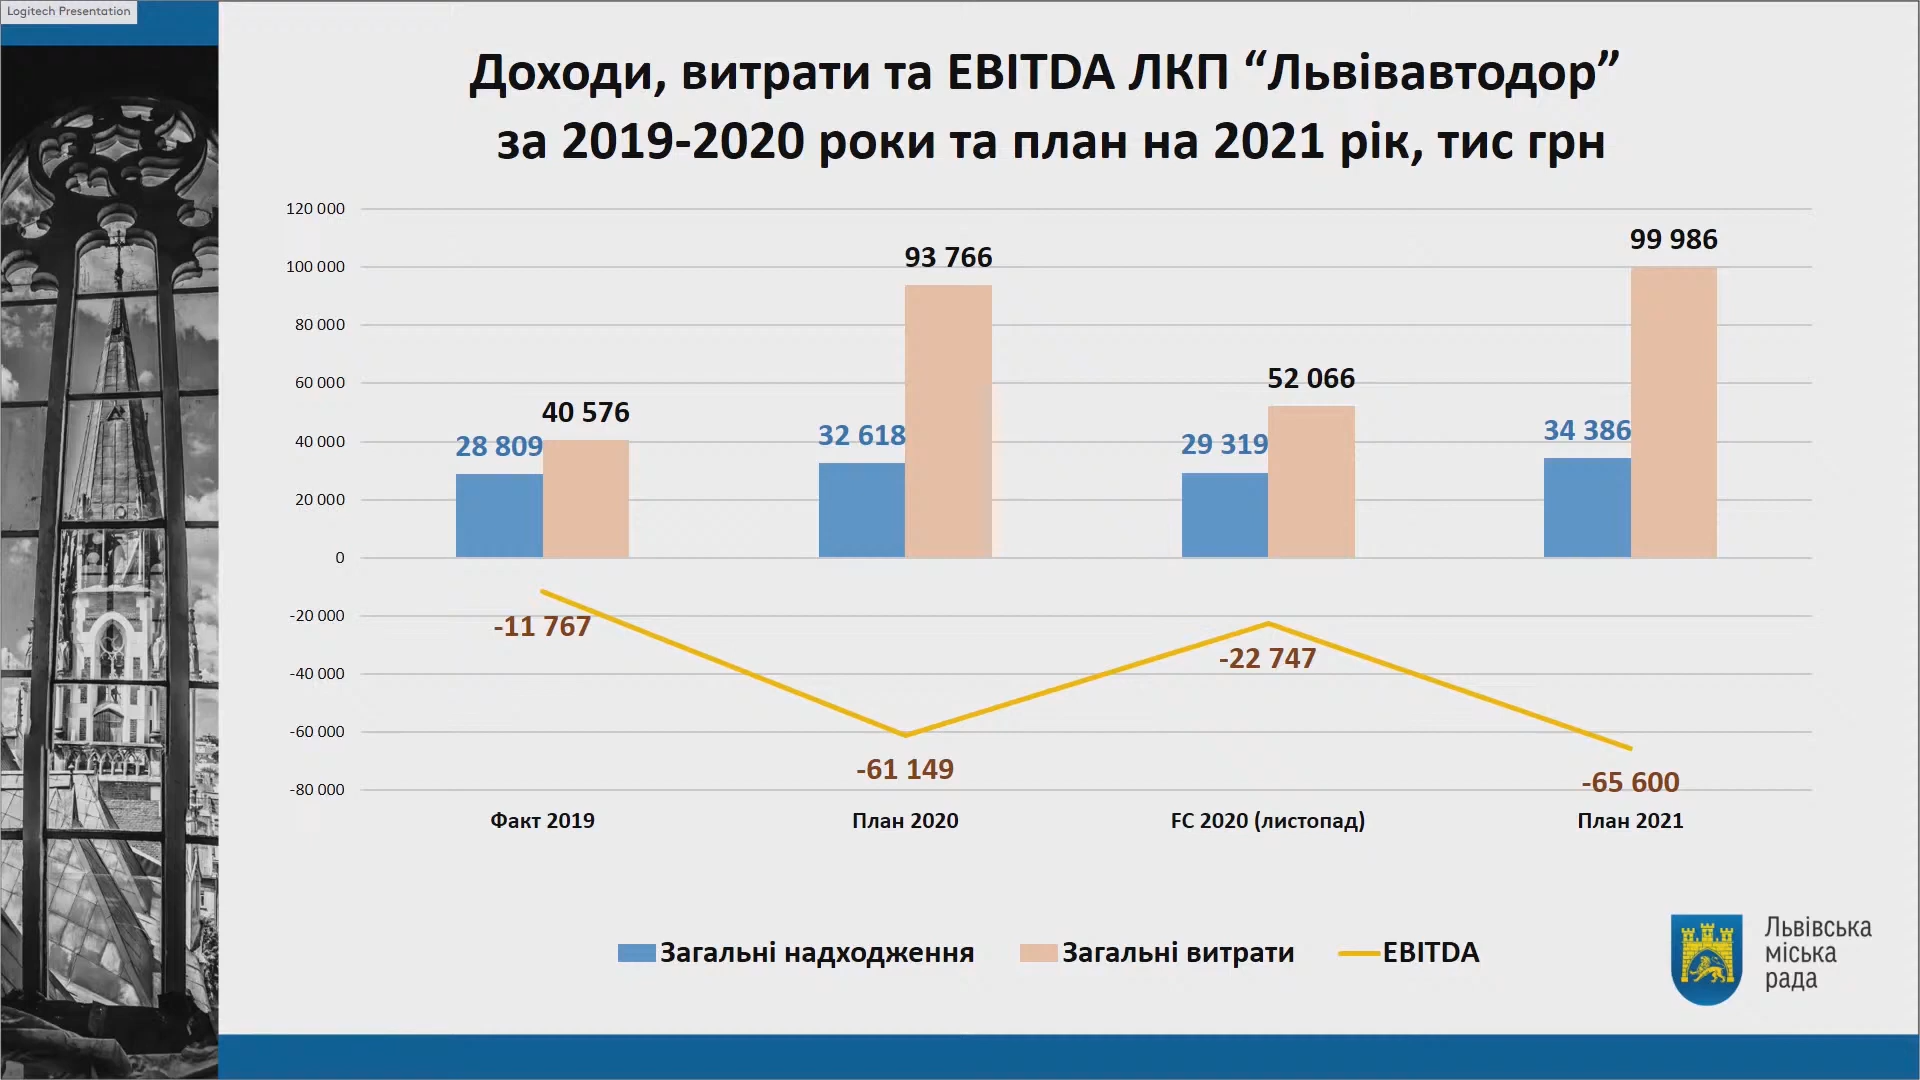 Logitech Presentation
Доходи, витрати та EBITDA ЛКП “Львівавтодор”
за 2019-2020 роки та план на 2021 рік, тис грн
120 000
100 000
80 000
60 000
40 000
20 000
0
-20 000
-40 000
-60 000
-80 000
28 809
40 576
32 618
93 766
29 319
52 066
34 386
99 986
-11 767
-61 149
-22 747
-65 600
Факт 2019
План 2020
FC 2020 (листопад)
План 2021
Загальні надходження
Загальні витрати
EBITDA
Львівська
міська
рада